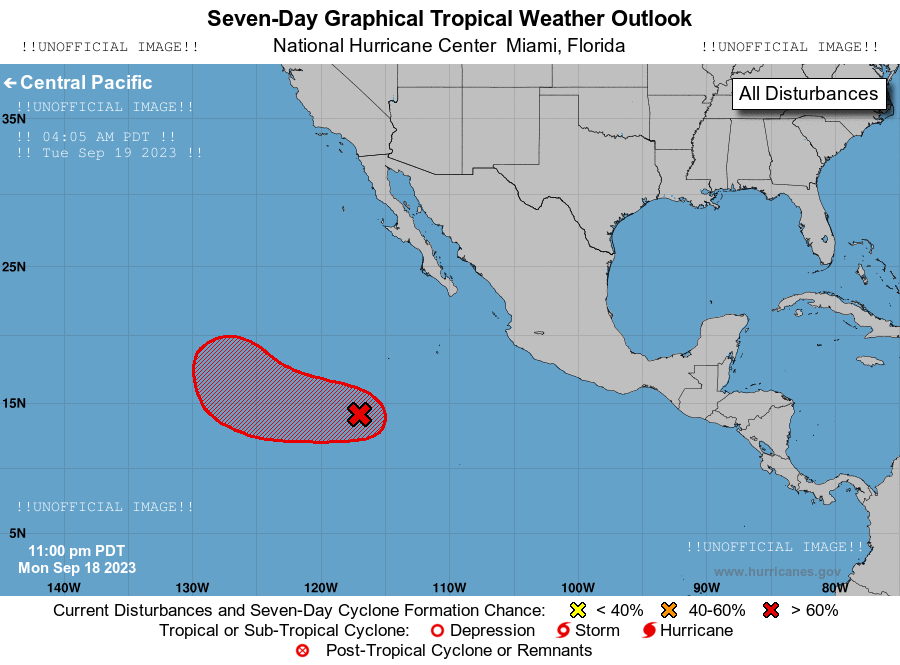 Seven-Day Graphical Tropical Weather Outlook
!!UNOFFICIAL IMAGE!! National Hurricane Center Miami, Florida !!UNOFFICIAL IMAGE!!
← Central Pacific
All Disturbances
!!UNOFFICIAL IMAGE!!
35N
!! 04:05 AM PDT !!
!! Tue Sep 19 2023 !!
25N
15N
!!UNOFFICIAL IMAGE!!
5N
11:00 pm PDT
!!UNOFFICIAL IMAGE!!
Mon Sep 18 2023
www.hurricanes.gov
140W 130W 120W 110W 100W 90W 80W
Current Disturbances and Seven-Day Cyclone Formation Chance: < 40% 40-60% > 60%
Tropical or Sub-Tropical Cyclone: Depression Storm Hurricane
Post-Tropical Cyclone or Remnants